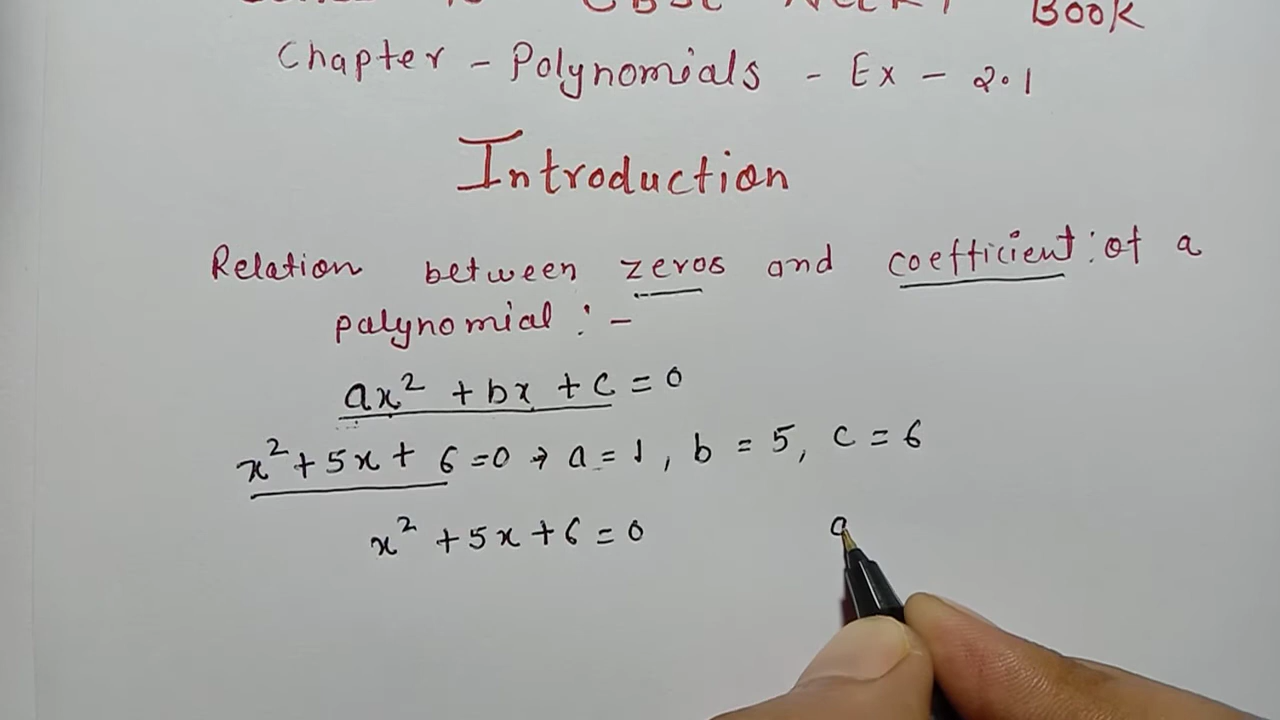 BOOK
Chapter - Polynomials - Ex - 2.1
Introduction
Relation between zeros and coefficient : of a
palynomial : -
ax² + bx + c = 0
x² + 5x + 6 = 0 → a = 1, b = 5, c = 6
x² + 5x + 6 = 0